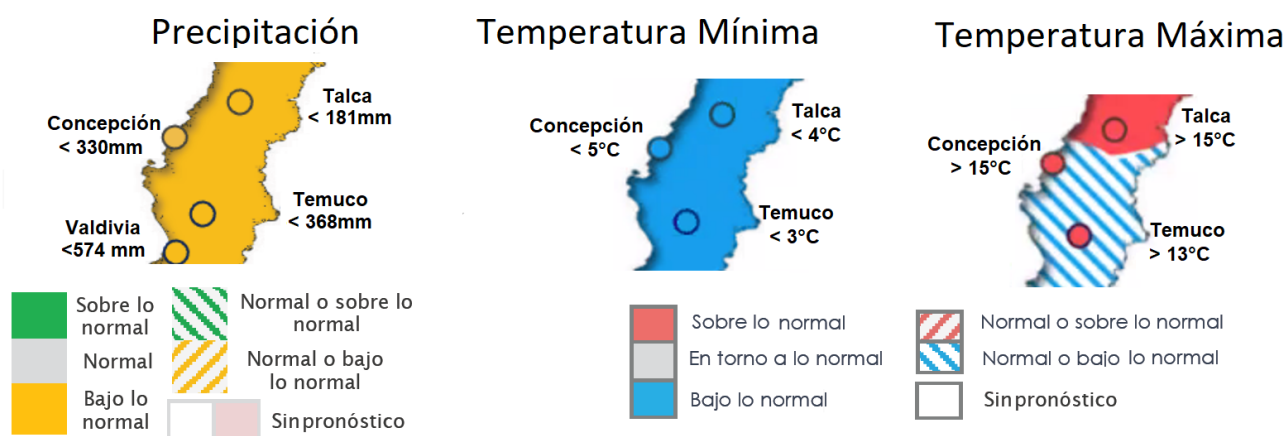 Precipitación
Talca
< 181mm
Concepción
< 330mm
Temuco
< 368mm
Valdivia
<574 mm
Sobre lo
normal
Normal
Bajo lo
normal
Normal o sobre lo
normal
Normal o bajo
lo normal
Sin pronóstico
Temperatura Mínima
Talca
< 4°C
Concepción
< 5°C
Temuco
< 3°C
Temperatura Máxima
Talca
> 15°C
Concepción
> 15°C
Temuco
> 13°C
Sobre lo normal
En torno a lo normal
Bajo lo normal
Normal o sobre lo normal
Normal o bajo lo normal
Sin pronóstico